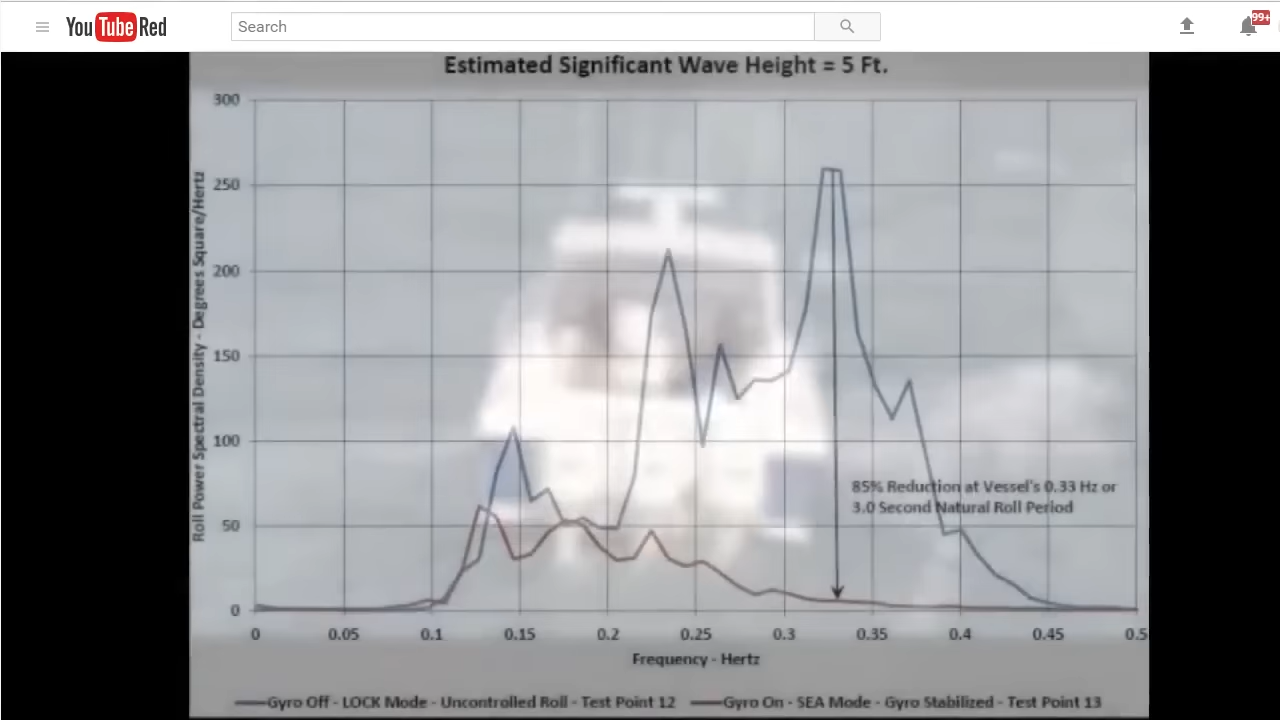 YouTube Red
Search
99+
Estimated Significant Wave Height = 5 Ft.
300
250
200
150
100
50
0
Roll Power Spectral Density - Degrees Square/Hertz
85% Reduction at Vessel's 0.33 Hz or
3.0 Second Natural Roll Period
0 0.05 0.1 0.15 0.2 0.25 0.3 0.35 0.4 0.45 0.5
Frequency - Hertz
Gyro Off - LOCK Mode - Uncontrolled Roll - Test Point 12 Gyro On - SEA Mode - Gyro Stabilized - Test Point 13